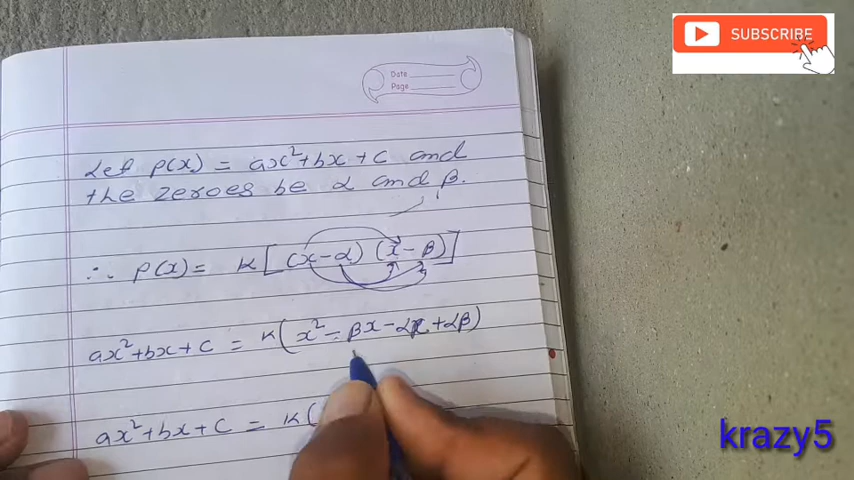 SUBSCRIBE
Date
Page
Let P(x) = ax²+bx + c and
the zeroes be α and β.
∴ P(x) = K[(x-α) (x-β)]
ax²+bx + c = K(x² - βx - αx + αβ)
ax²+bx + c = K(
krazy5